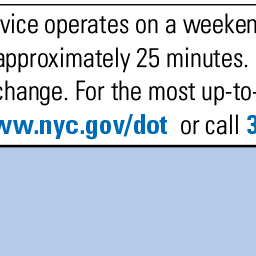 vice operates on a weeken
approximately 25 minutes.
change. For the most up-to-
ww.nyc.gov/dot or call 3